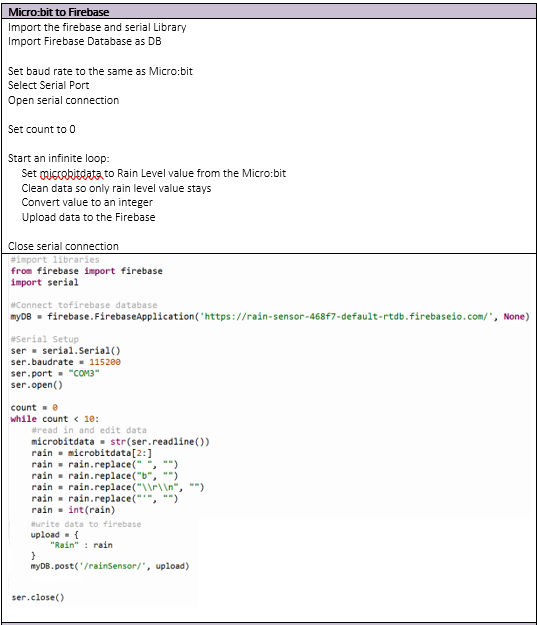 Micro:bit to Firebase
Import the firebase and serial Library
Import Firebase Database as DB
Set baud rate to the same as Micro:bit
Select Serial Port
Open serial connection
Set count to 0
Start an infinite loop:
Set microbitdata to Rain Level value from the Micro:bit
Clean data so only rain level value stays
Convert value to an integer
Upload data to the Firebase
Close serial connection
#import libraries
from firebase import firebase
import serial
#Connect tofirebase database
myDB = firebase.FirebaseApplication('https://rain-sensor-468f7-default-rtdb.firebaseio.com/', None)
#Serial Setup
ser = serial.Serial()
ser.baudrate = 115200
ser.port = "COM3"
ser.open()
count = 0
while count < 10:
#read in and edit data
microbitdata = str(ser.readline())
rain = microbitdata[2:]
rain = rain.replace(" ", "")
rain = rain.replace("b", "")
rain = rain.replace("\\r\\n", "")
rain = rain.replace("'", "")
rain = int(rain)
#write data to firebase
upload = {
"Rain" : rain
}
myDB.post('/rainSensor/', upload)
ser.close()